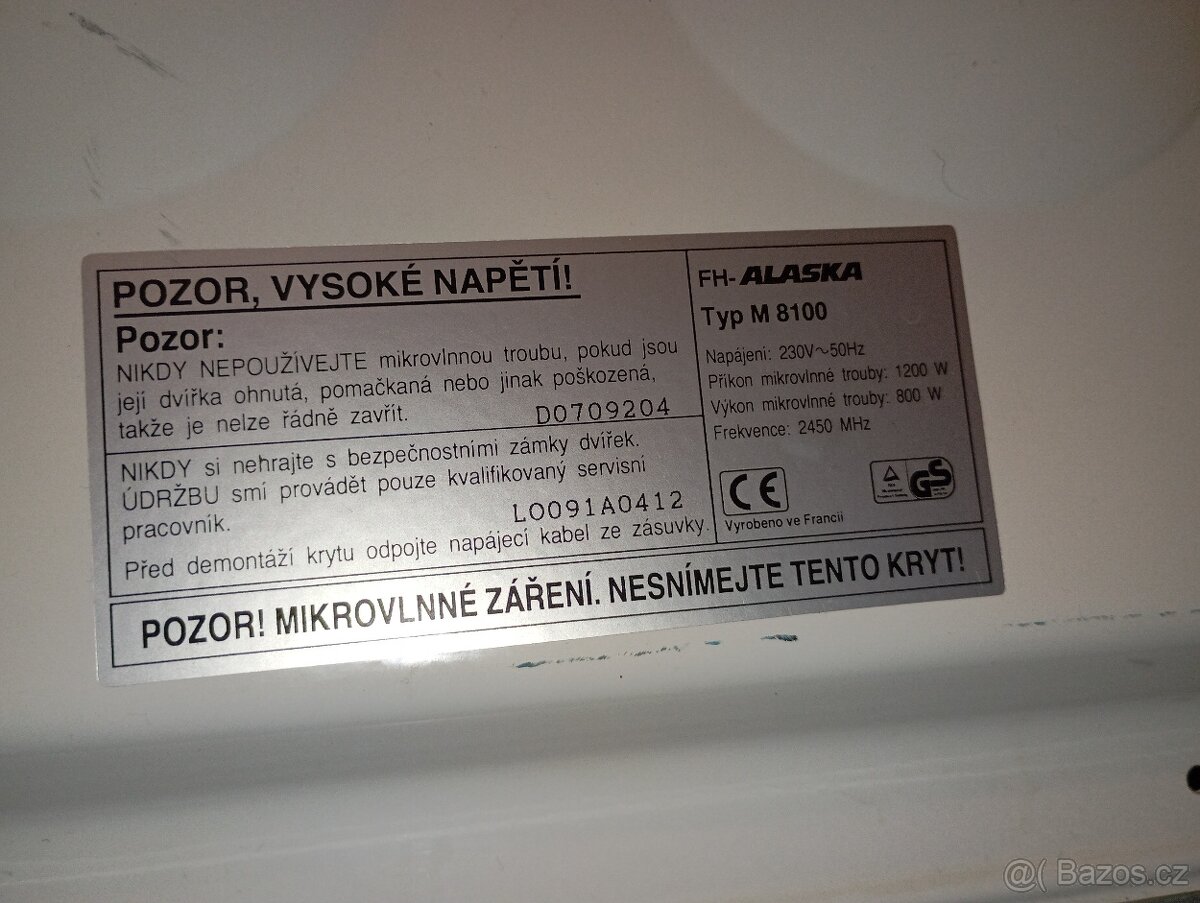 POZOR, VYSOKÉ NAPĚTÍ!
Pozor:
NIKDY NEPOUŽÍVEJTE mikrovlnnou troubu, pokud jsou
její dvířka ohnutá, pomačkaná nebo jinak poškozená,
takže je nelze řádně zavřít.
D0709204
NIKDY si nehrajte s bezpečnostními zámky dvířek.
ÚDRŽBU smí provádět pouze kvalifikovaný servisní
pracovník.
L0091A0412
Před demontáží krytu odpojte napájecí kabel ze zásuvky.
FH-ALASKA
Typ M 8100
Napájení: 230V~50Hz
Příkon mikrovlnné trouby: 1200 W
Výkon mikrovlnné trouby: 800 W
Frekvence: 2450 MHz
CE
GS
Vyrobeno ve Francii
POZOR! MIKROVLNNÉ ZÁŘENÍ. NESNÍMEJTE TENTO KRYT!
@( Bazos.cz